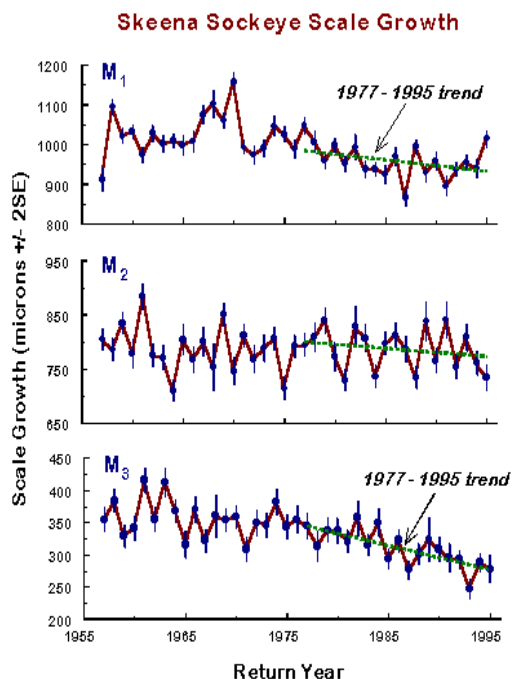 Skeena Sockeye Scale Growth
Scale Growth (microns +/- 2SE)
1200
1100
1000
900
800
M1
1977 - 1995 trend
950
850
750
650
M2
450
400
350
300
250
200
M3
1977 - 1995 trend
1955 1965 1975 1985 1995
Return Year